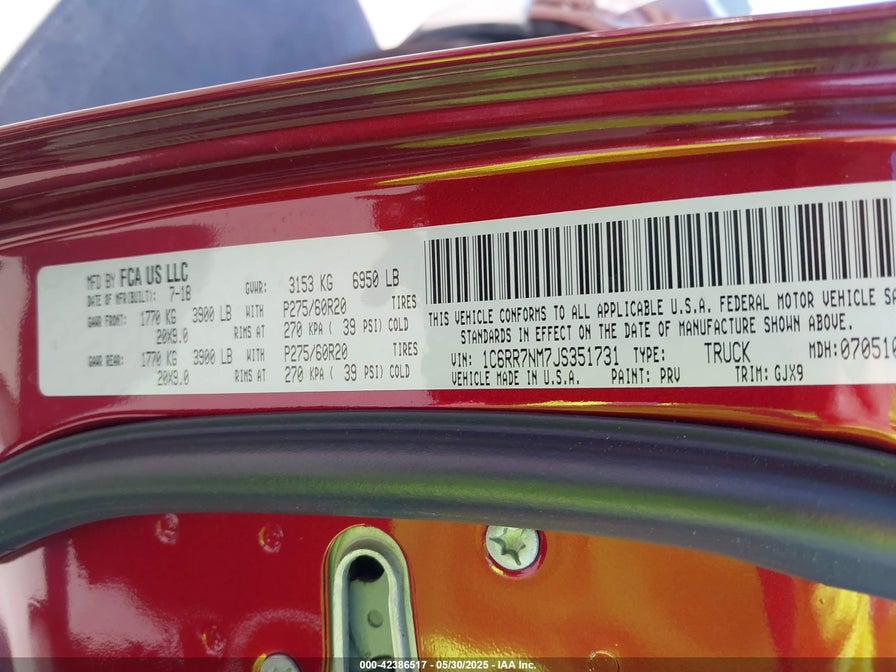 MFD BY FCA US LLC
DATE OF MFR(BUILT): 7-18 GVWR: 3153 KG 6950 LB
GAWR FRONT: 1770 KG 3900 LB WITH P275/60R20 TIRES
20X9.0 RIMS AT 270 KPA ( 39 PSI) COLD
GAWR REAR: 1770 KG 3900 LB WITH P275/60R20 TIRES
20X9.0 RIMS AT 270 KPA ( 39 PSI) COLD
THIS VEHICLE CONFORMS TO ALL APPLICABLE U.S.A. FEDERAL MOTOR VEHICLE SA
STANDARDS IN EFFECT ON THE DATE OF MANUFACTURE SHOWN ABOVE.
VIN: 1C6RR7NM7JS351731 TYPE: TRUCK MDH:070510
VEHICLE MADE IN U.S.A. PAINT: PRV TRIM: GJX9
000-42386517 - 05/30/2025 - IAA Inc.